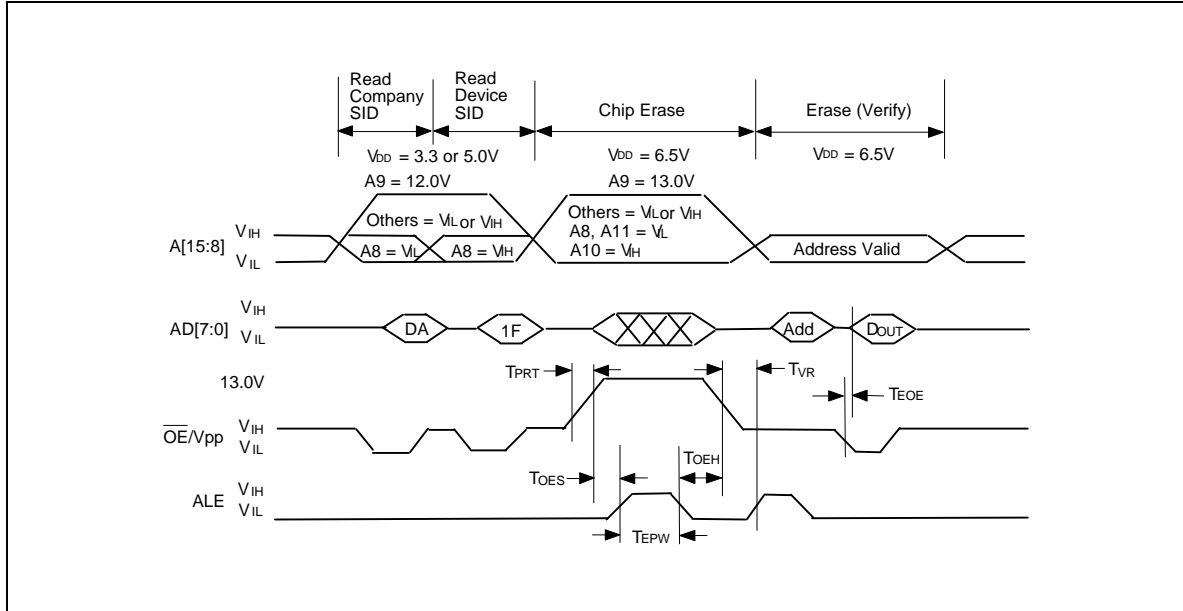 Read Company SID
Read Device SID
Chip Erase
Erase (Verify)
VDD = 3.3 or 5.0V
VDD = 6.5V
VDD = 6.5V
A9 = 12.0V
A9 = 13.0V
Others = VIL or VIH
Others = VIL or VIH
A8, A11 = VIL
A10 = VIH
A[15:8]
VIH
VIL
A8 = VIL
A8 = VIH
Address Valid
AD[7:0]
VIH
VIL
DA
1F
Add
DOUT
TPRT
TVR
13.0V
TEOE
OE/Vpp
VIH
VIL
TOES
TOEH
ALE
VIH
VIL
TEPW